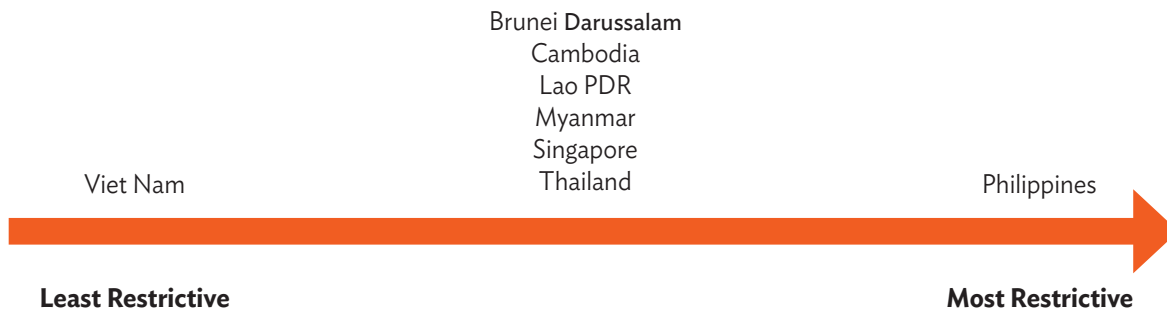 Brunei Darussalam
Cambodia
Lao PDR
Myanmar
Singapore
Thailand
Viet Nam
Philippines
Least Restrictive
Most Restrictive